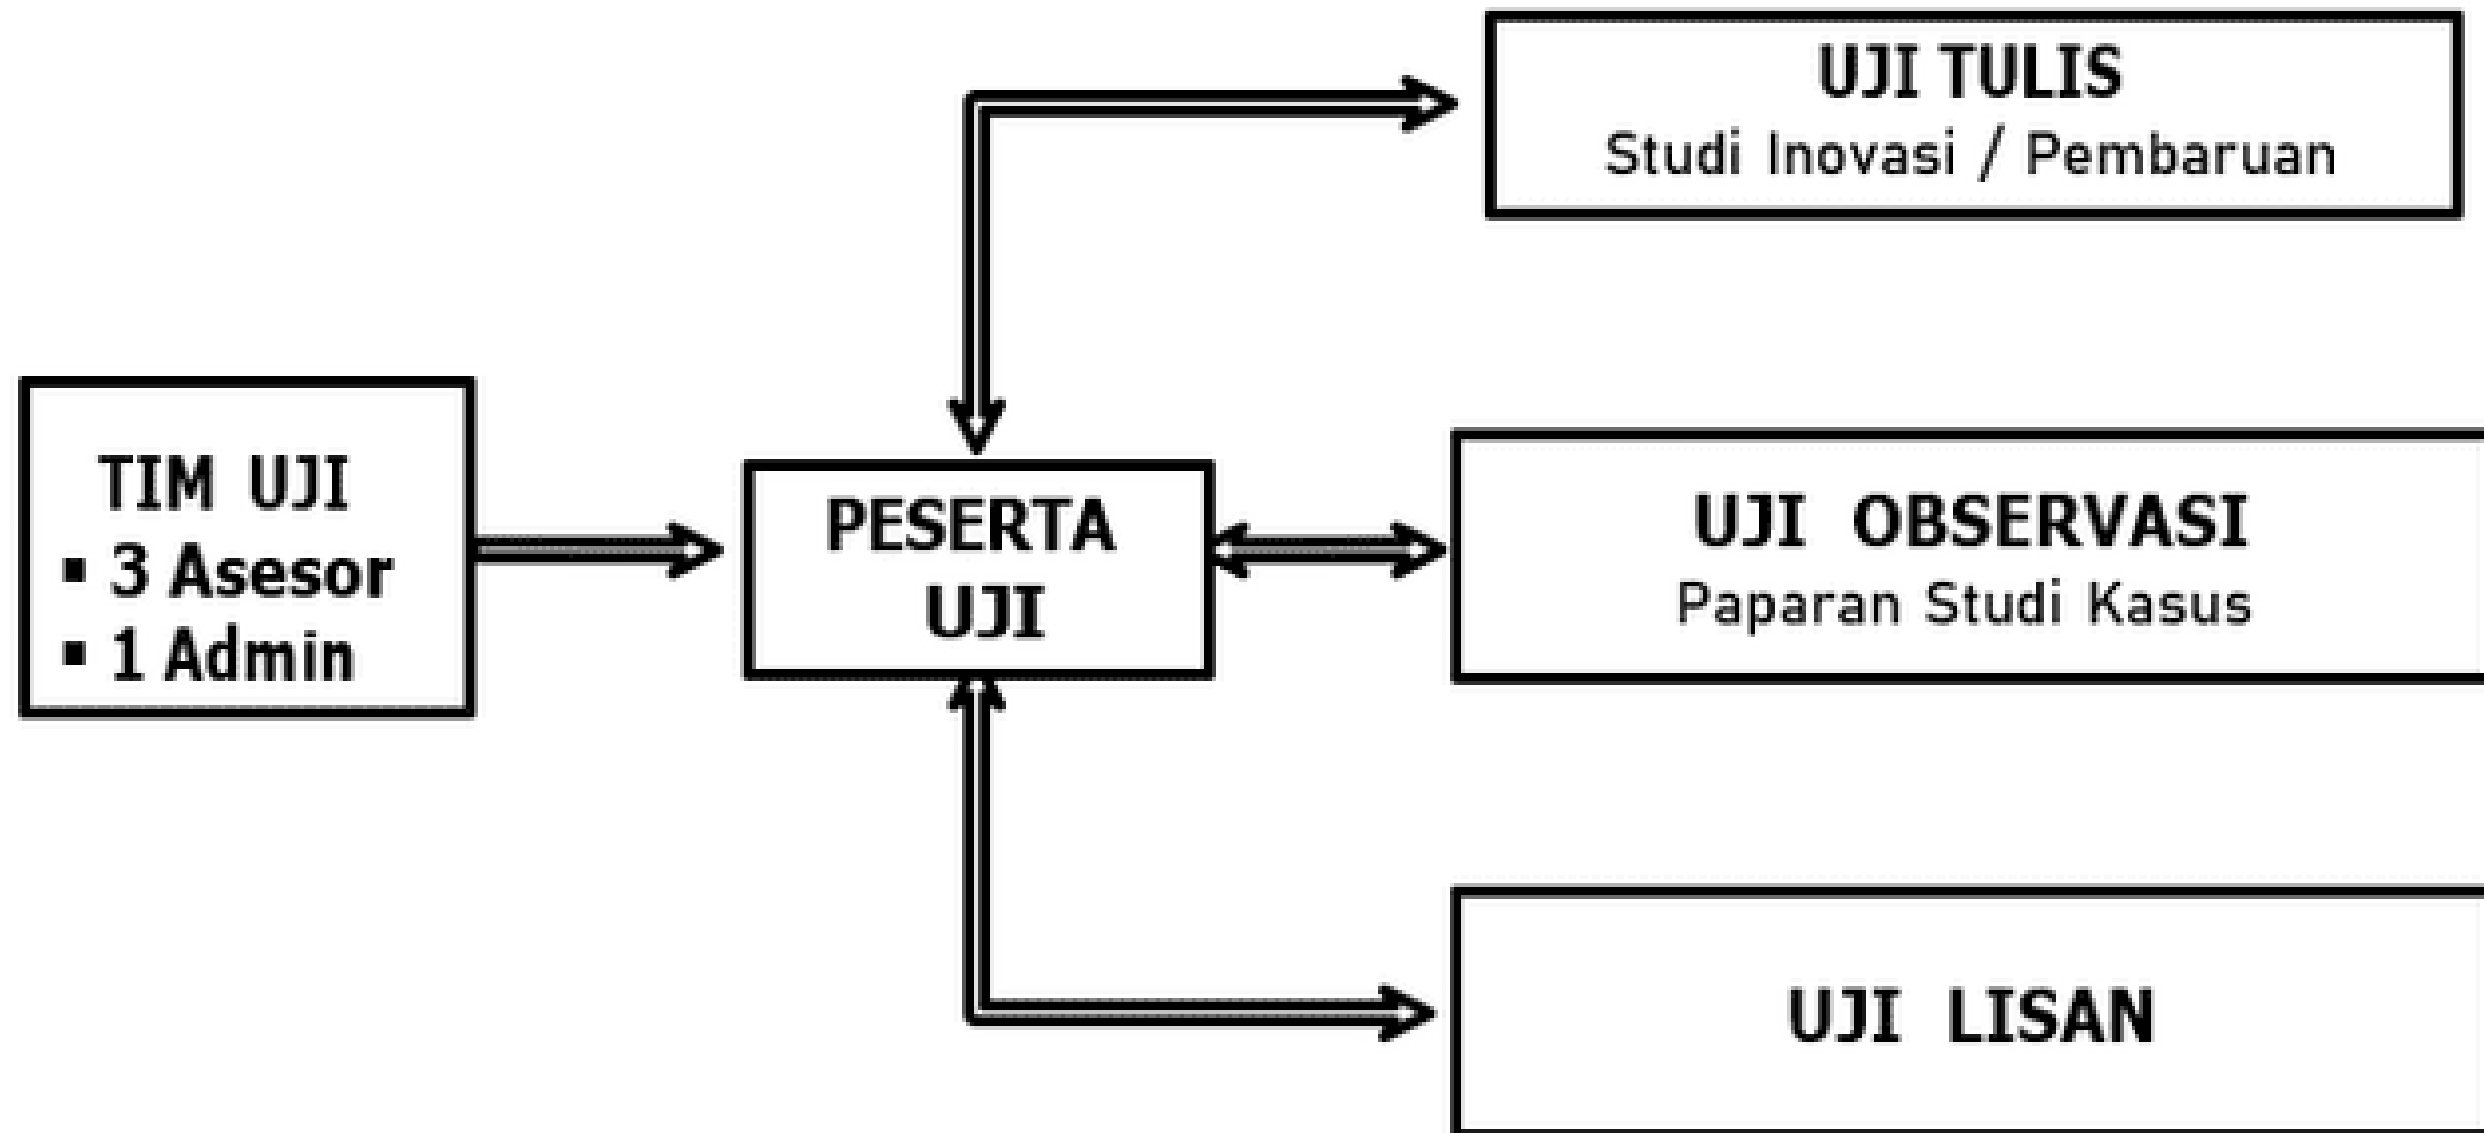 UJI TULIS
Studi Inovasi / Pembaruan
TIM UJI
▪ 3 Asesor
▪ 1 Admin
PESERTA
UJI
UJI OBSERVASI
Paparan Studi Kasus
UJI LISAN